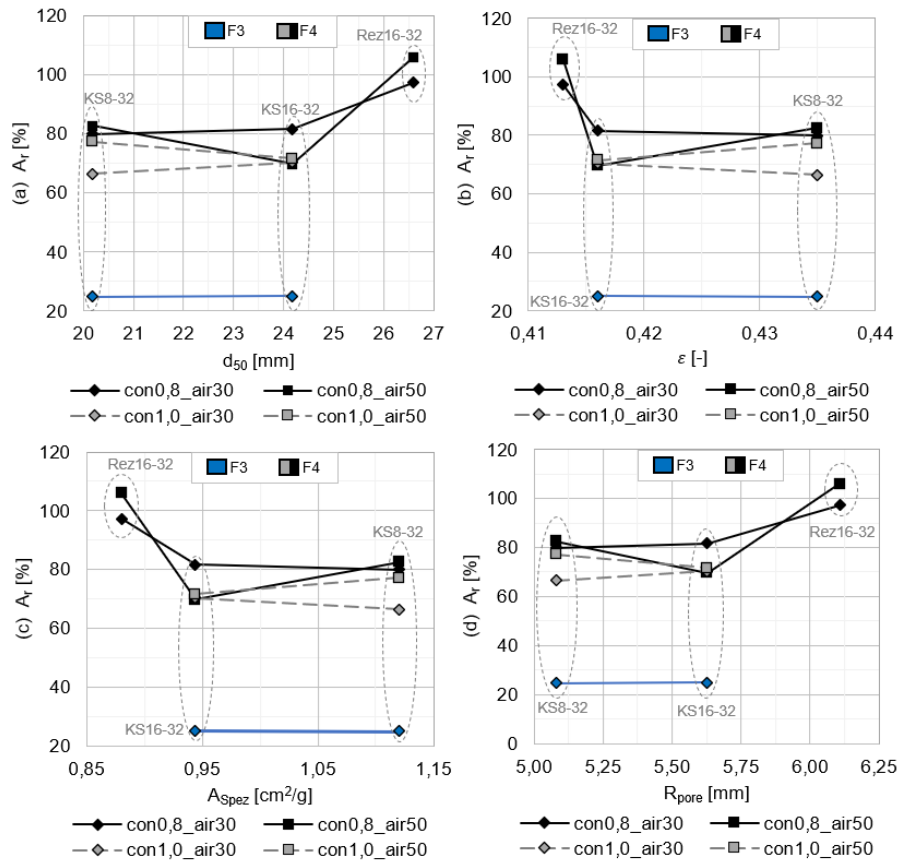 (a) A_r [%]
120
100
80
60
40
20
F3 F4
Rez16-32
KS8-32
KS16-32
20 21 22 23 24 25 26 27
d_50 [mm]
con0,8_air30 con0,8_air50
con1,0_air30 con1,0_air50
(b) A_r [%]
120
100
80
60
40
20
F3 F4
Rez16-32
KS8-32
KS16-32
0,41 0,42 0,43 0,44
ε [-]
con0,8_air30 con0,8_air50
con1,0_air30 con1,0_air50
(c) A_r [%]
120
100
80
60
40
20
F3 F4
Rez16-32
KS8-32
KS16-32
0,85 0,95 1,05 1,15
A_Spez [cm²/g]
con0,8_air30 con0,8_air50
con1,0_air30 con1,0_air50
(d) A_r [%]
120
100
80
60
40
20
0
F3 F4
Rez16-32
KS8-32 KS16-32
5,00 5,25 5,50 5,75 6,00 6,25
R_pore [mm]
con0,8_air30 con0,8_air50
con1,0_air30 con1,0_air50